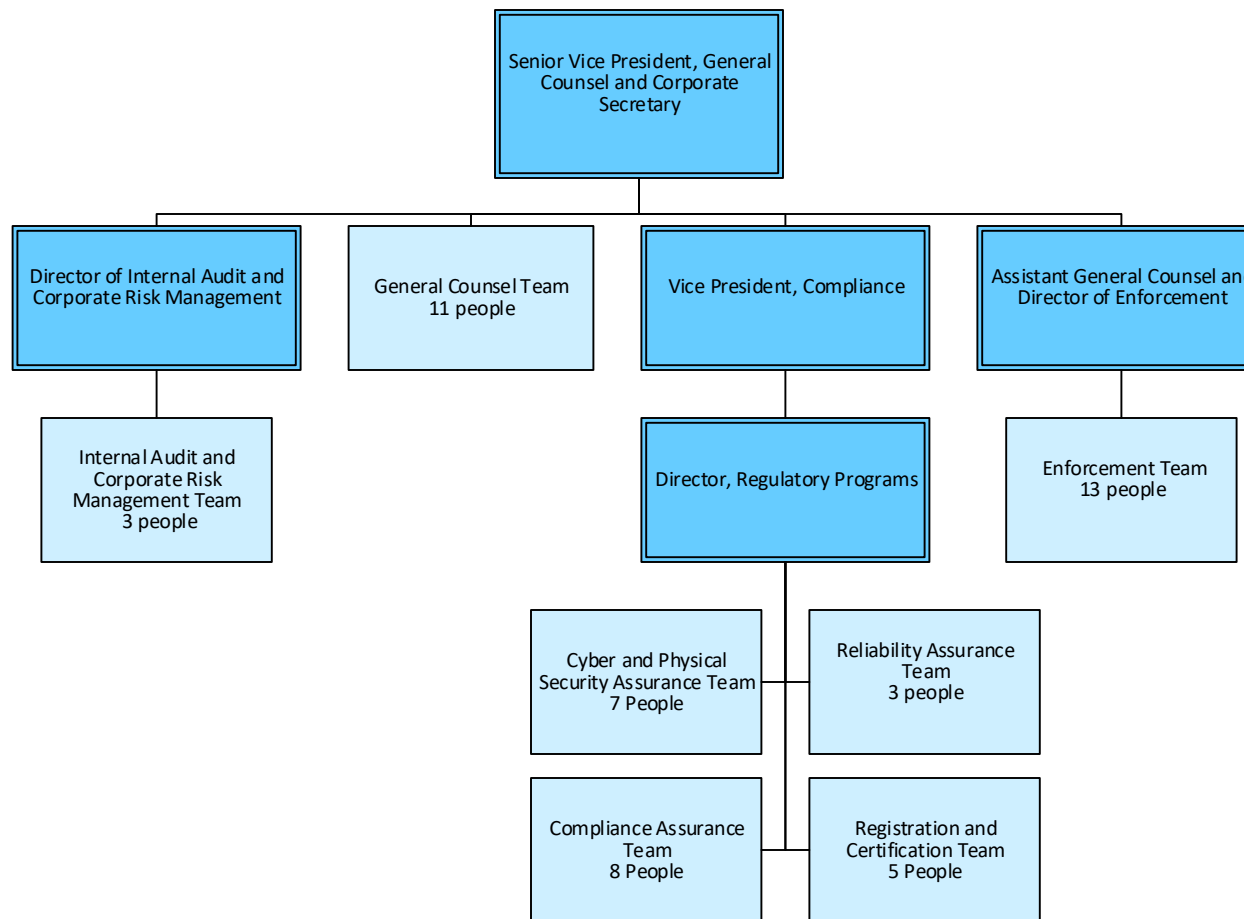 Senior Vice President, General
Counsel and Corporate
Secretary
Director of Internal Audit and
Corporate Risk Management
General Counsel Team
11 people
Vice President, Compliance
Assistant General Counsel an
Director of Enforcement
Internal Audit and
Corporate Risk
Management Team
3 people
Director, Regulatory Programs
Enforcement Team
13 people
Cyber and Physical
Security Assurance Team
7 People
Reliability Assurance
Team
3 people
Compliance Assurance
Team
8 People
Registration and
Certification Team
5 People